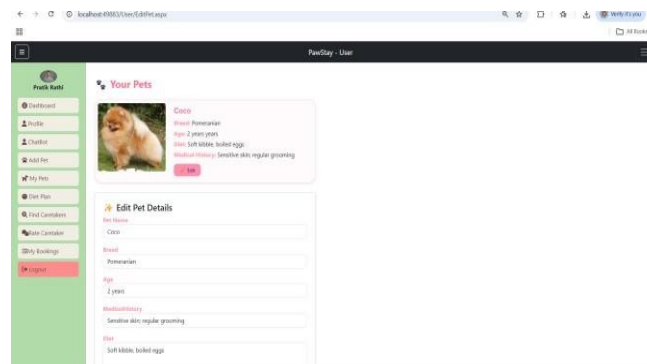 localhost:49883/User/EditPet.aspx
Verify it's you
All Bookm
PawStay - User
Pratik Rathi
Dashboard
Profile
ChatBot
Add Pet
My Pets
Diet Plan
Find Caretakers
Rate Caretaker
My Bookings
Logout
Your Pets
Coco
Breed: Pomeranian
Age: 2 years years
Diet: Soft kibble, boiled eggs
Medical History: Sensitive skin; regular grooming
Edit
Edit Pet Details
Pet Name
Coco
Breed
Pomeranian
Age
2 years
MedicalHistory
Sensitive skin; regular grooming
Diet
Soft kibble, boiled eggs